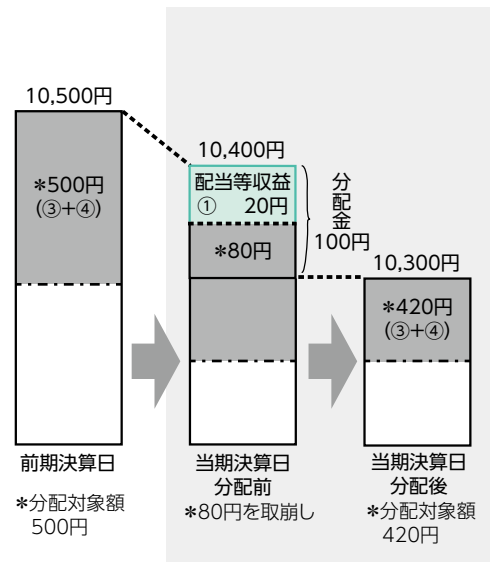 10,500円
*500円
(③+④)
前期決算日
*分配対象額
500円
10,400円
配当等収益
① 20円
*80円
分配金
100円
当期決算日
分配前
*80円を取崩し
10,300円
*420円
(③+④)
当期決算日
分配後
*分配対象額
420円